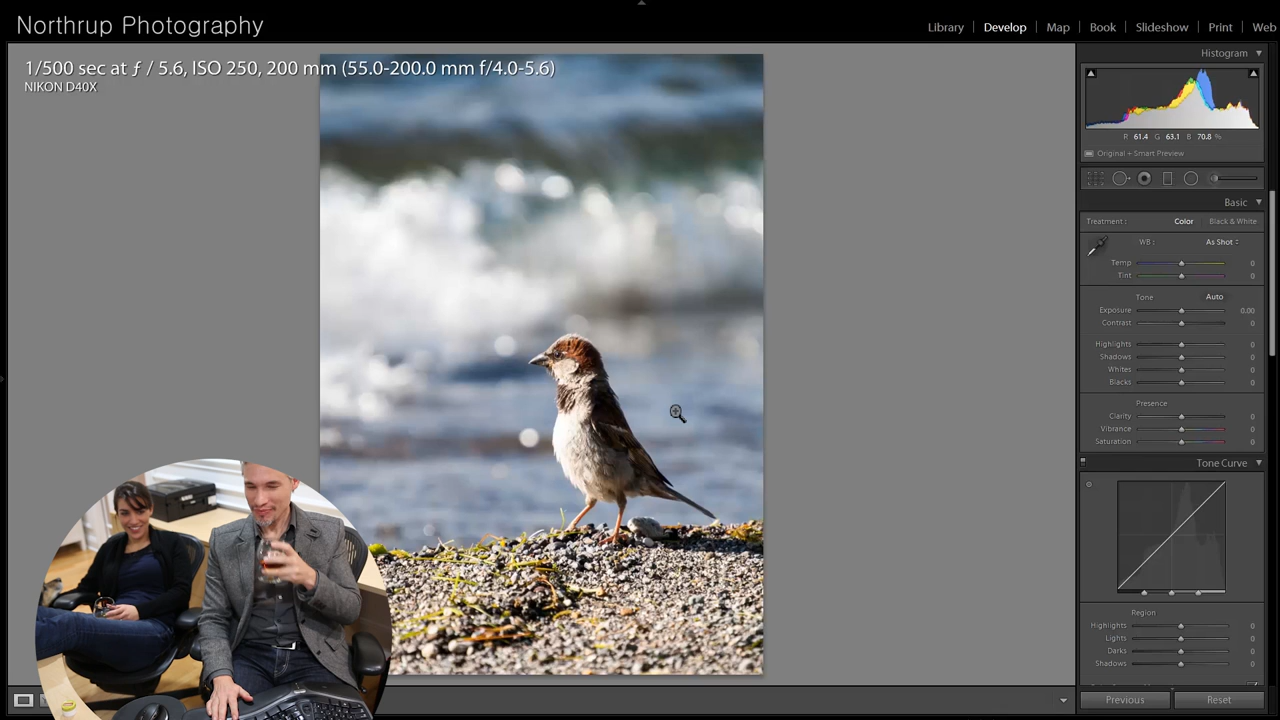 Northrup Photography
Library | Develop | Map | Book | Slideshow | Print | Web
Histogram
1/500 sec at ƒ / 5.6, ISO 250, 200 mm (55.0-200.0 mm f/4.0-5.6)
NIKON D40X
R 61.4 G 63.1 B 70.8 %
Original + Smart Preview
Basic
Treatment : Color Black & White
WB : As Shot
Temp 0
Tint 0
Tone Auto
Exposure 0.00
Contrast 0
Highlights 0
Shadows 0
Whites 0
Blacks 0
Presence
Clarity 0
Vibrance 0
Saturation 0
Tone Curve
Region
Highlights 0
Lights 0
Darks 0
Shadows 0
Previous Reset